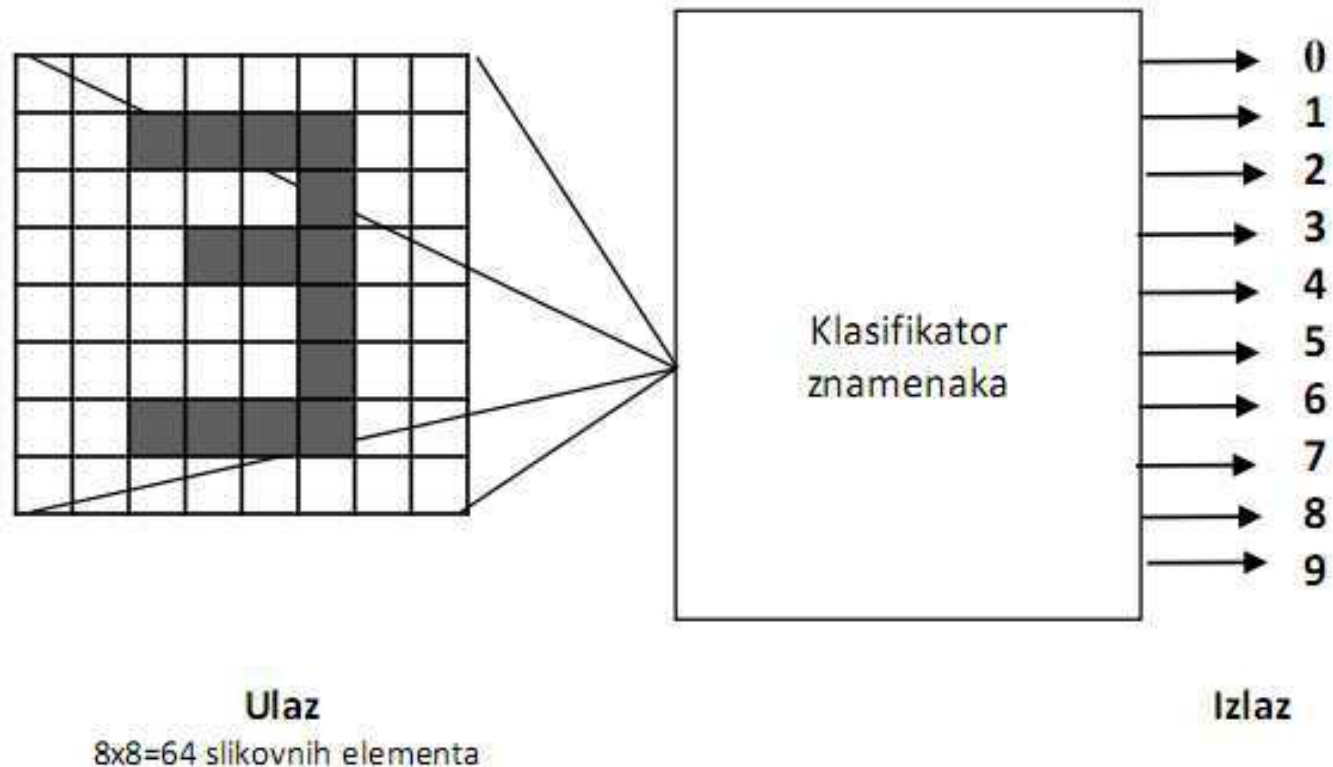 0
1
2
3
4
5
6
7
8
9
Klasifikator
znamenaka
Ulaz
8x8=64 slikovnih elementa
Izlaz